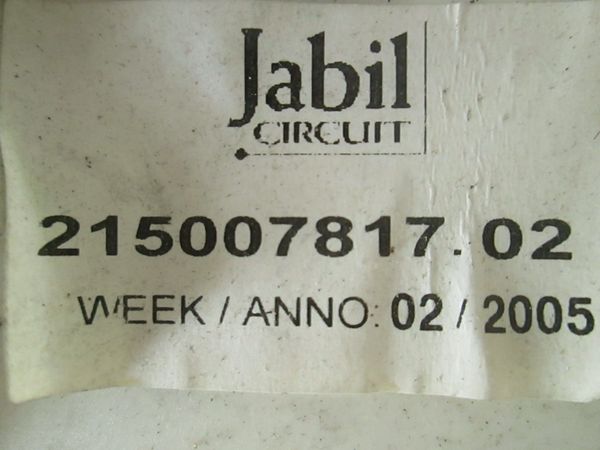 Jabil
CIRCUIT
215007817.02
WEEK / ANNO: 02 / 2005